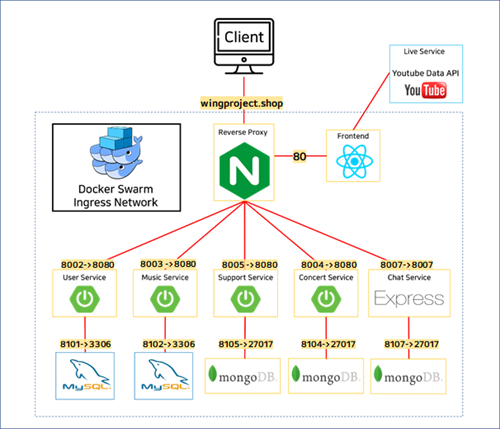 Client
Live Service
Youtube Data API
YouTube
wingproject.shop
Reverse Proxy
Frontend
N
80
Docker Swarm
Ingress Network
8002->8080
8003 ->8080
8005->8080
8004->8080
8007->8007
User Service
Music Service
Support Service
Concert Service
Chat Service
Express
8101->3306
8102->3306
8105->27017
8104->27017
8107->27017
MySQL
MySQL
mongoDB
mongoDB
mongoDB